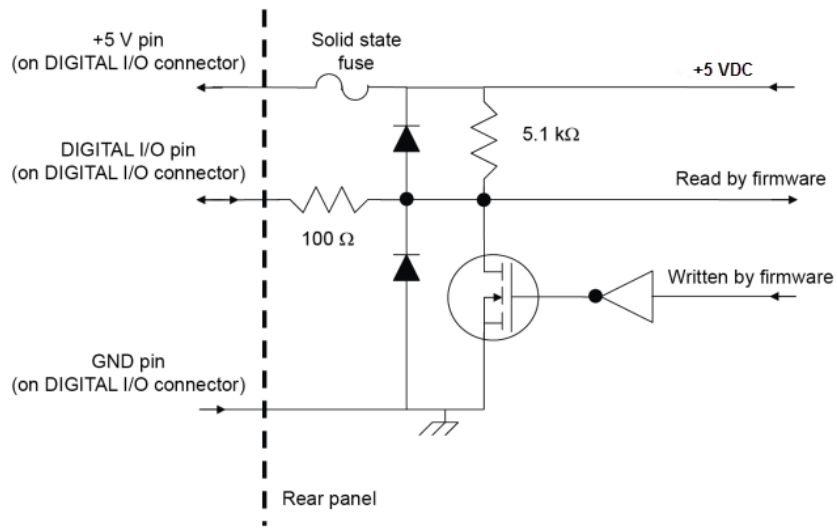 +5 V pin
(on DIGITAL I/O connector)
Solid state
fuse
+5 VDC
5.1 kΩ
DIGITAL I/O pin
(on DIGITAL I/O connector)
Read by firmware
100 Ω
Written by firmware
GND pin
(on DIGITAL I/O connector)
Rear panel